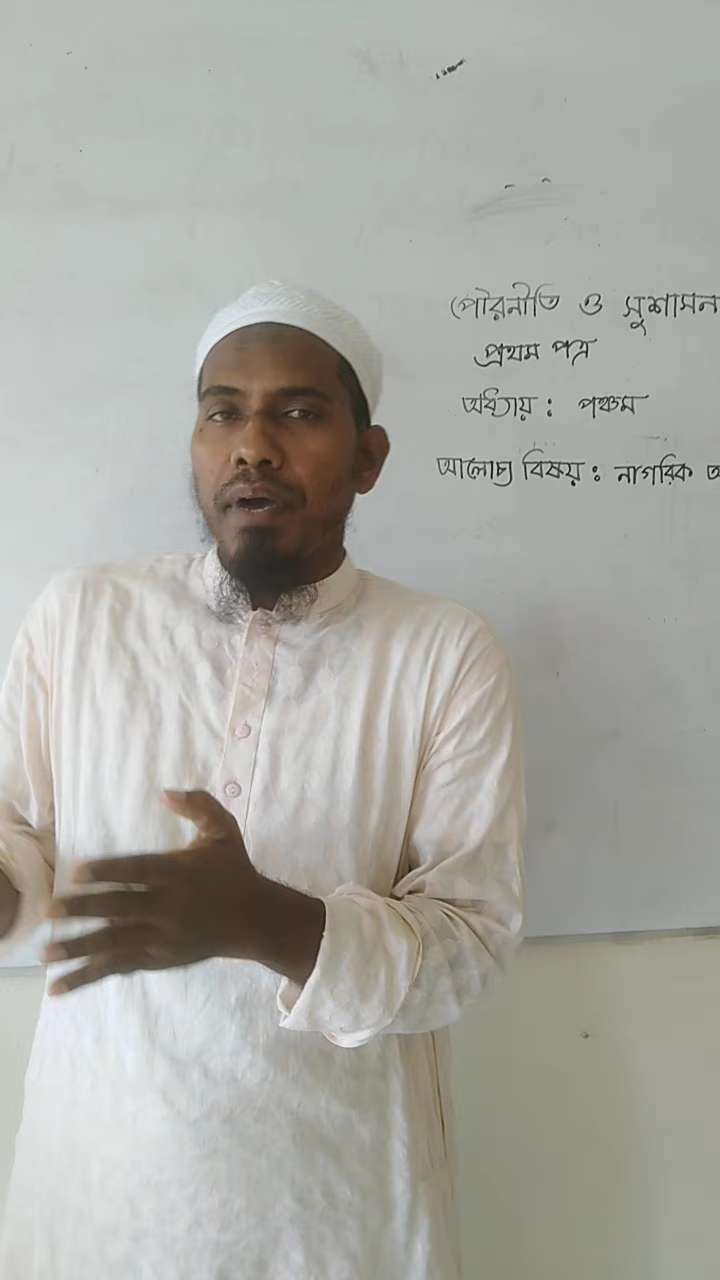 পৌরনীতি ও সুশাসন
প্রথম পত্র
অধ্যায় : পঞ্চম
আলোচ্য বিষয় : নাগরিক